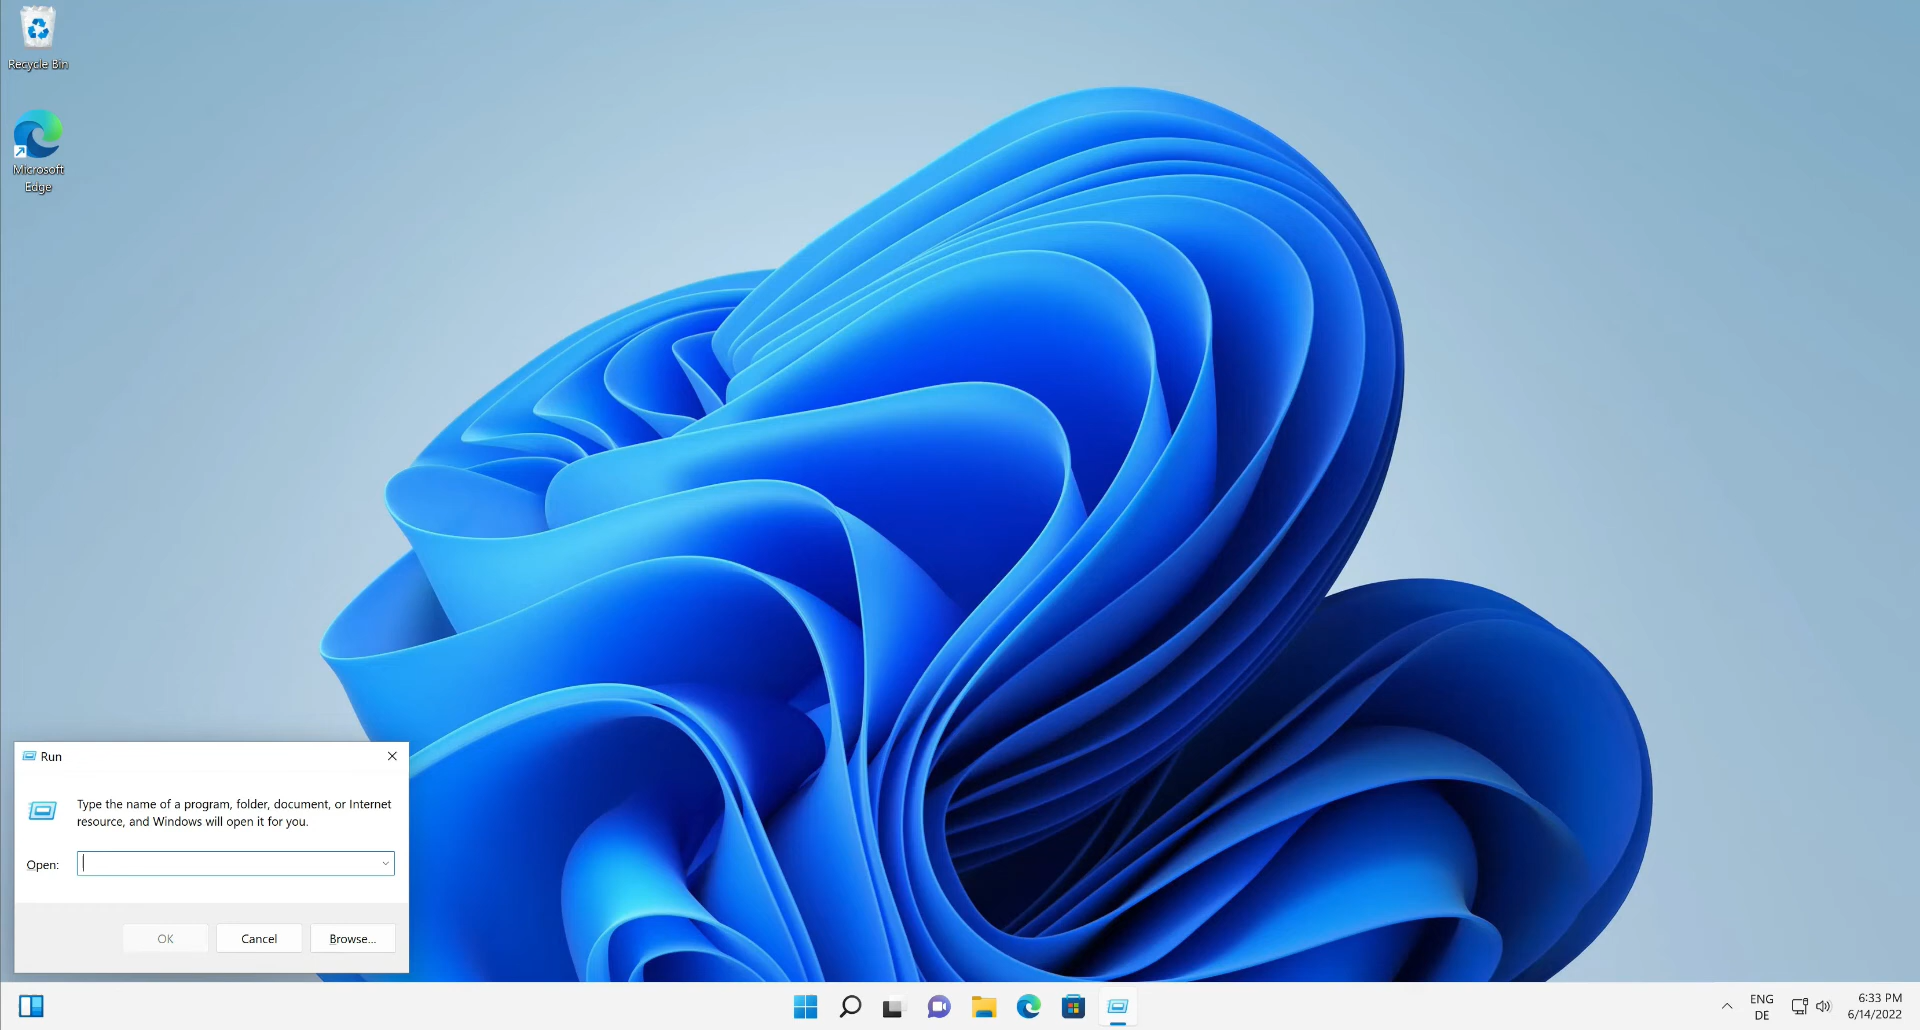 Recycle Bin
Microsoft
Edge
Run
Type the name of a program, folder, document, or Internet
resource, and Windows will open it for you.
Open:
OK
Cancel
Browse...
ENG
DE
6:33 PM
6/14/2022